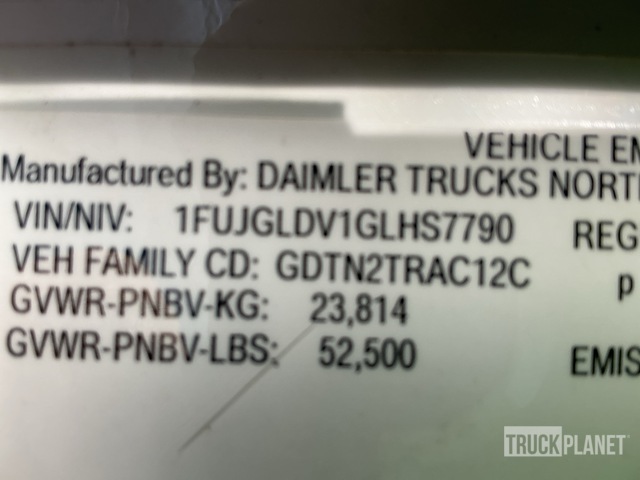 VEHICLE EM
Manufactured By: DAIMLER TRUCKS NORT
VIN/NIV: 1FUJGLDV1GLHS7790 REG
VEH FAMILY CD: GDTN2TRAC12C p
GVWR-PNBV-KG: 23,814
GVWR-PNBV-LBS: 52,500 EMIS
TRUCKPLANET